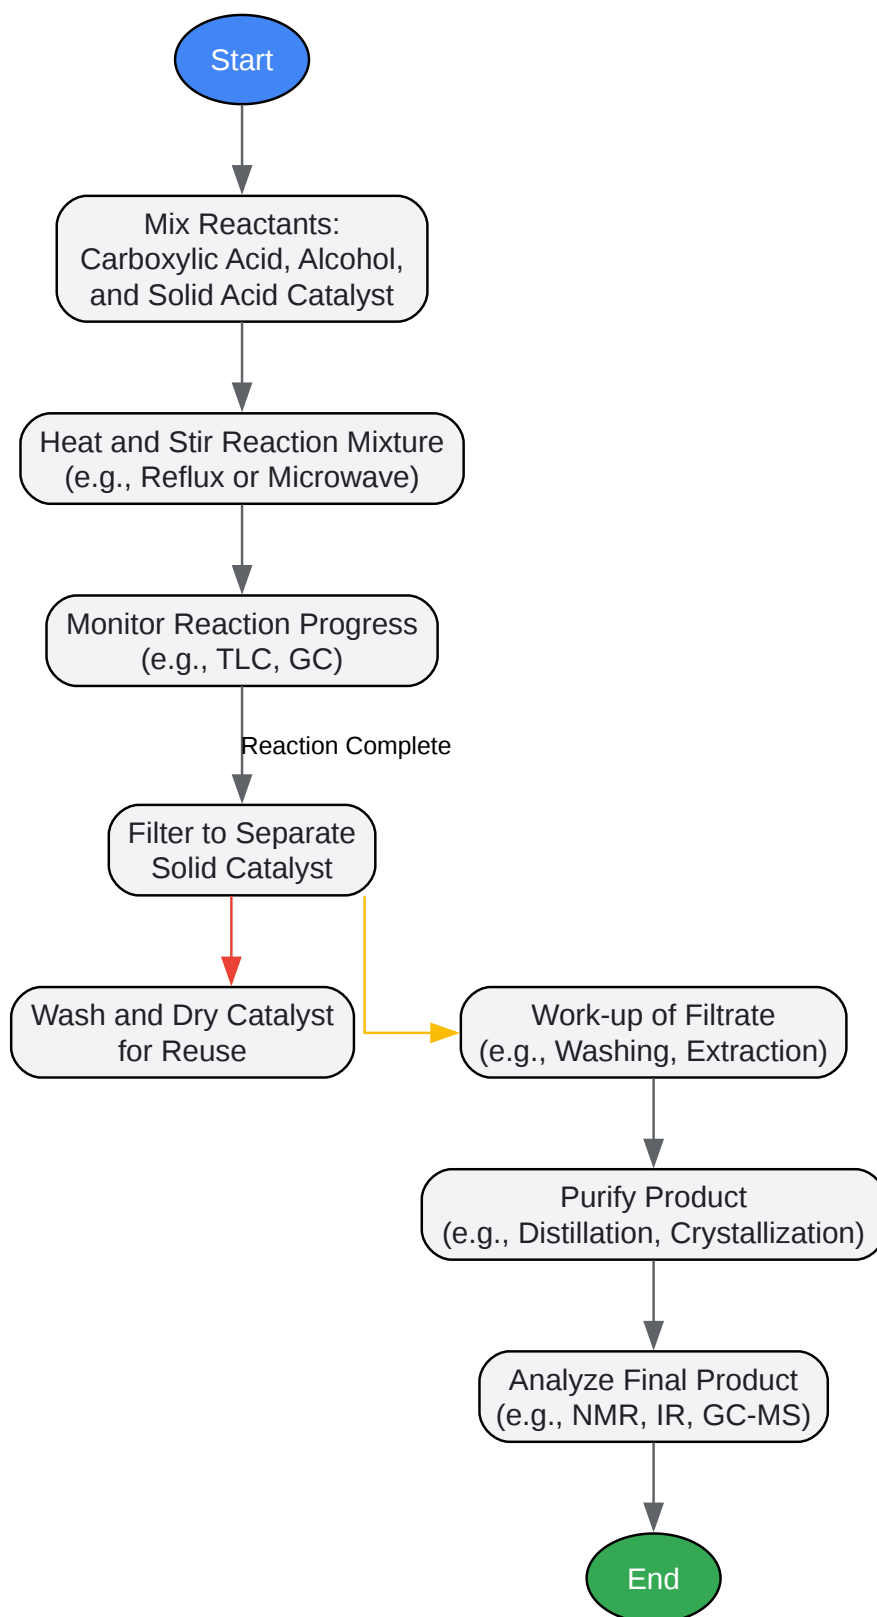 Start
Mix Reactants:
Carboxylic Acid, Alcohol,
and Solid Acid Catalyst
Heat and Stir Reaction Mixture
(e.g., Reflux or Microwave)
Monitor Reaction Progress
(e.g., TLC, GC)
Reaction Complete
Filter to Separate
Solid Catalyst
Wash and Dry Catalyst
for Reuse
Work-up of Filtrate
(e.g., Washing, Extraction)
Purify Product
(e.g., Distillation, Crystallization)
Analyze Final Product
(e.g., NMR, IR, GC-MS)
End